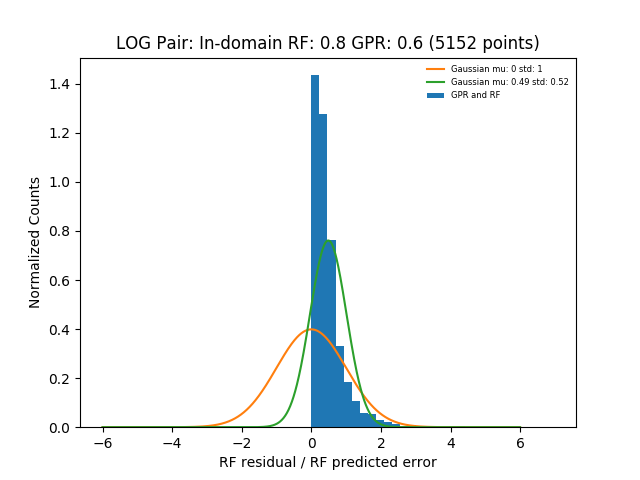 LOG Pair: In-domain RF: 0.8 GPR: 0.6 (5152 points)
Gaussian mu: 0 std: 1
Gaussian mu: 0.49 std: 0.52
GPR and RF
Normalized Counts
1.4
1.2
1.0
0.8
0.6
0.4
0.2
0.0
−6 −4 −2 0 2 4 6
RF residual / RF predicted error